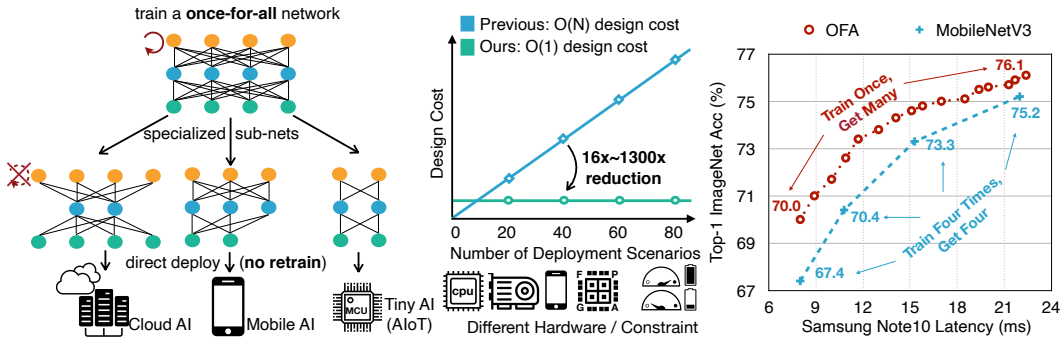 train a once-for-all network
specialized sub-nets
direct deploy (no retrain)
Cloud AI
Mobile AI
MCU
Tiny AI
(AIoT)
Previous: O(N) design cost
Ours: O(1) design cost
Design Cost
16x~1300x
reduction
20
40
60
80
Number of Deployment Scenarios
cpu
F
P
G
A
Different Hardware / Constraint
OFA
MobileNetV3
Top-1 ImageNet Acc (%)
77
75
73
71
69
67
Train Once,
Get Many
76.1
75.2
73.3
70.0
70.4
67.4
Train Four Times,
Get Four
6
9
12
15
18
21
24
Samsung Note10 Latency (ms)